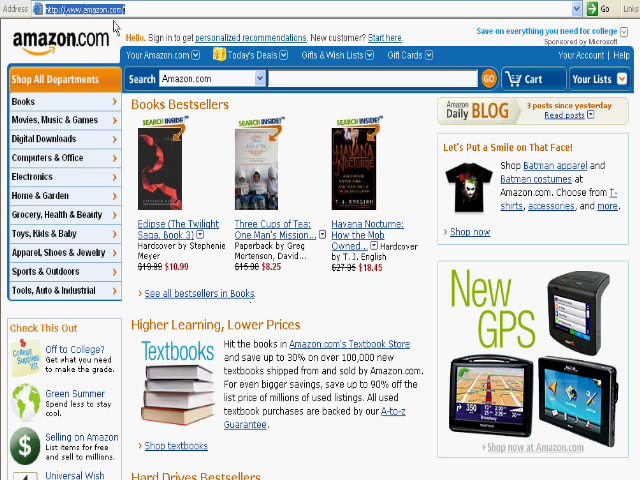 Address http://www.amazon.com/ Go Links
amazon.com
Hello. Sign in to get personalized recommendations. New customer? Start here.
Save on everything you need for college
Sponsored by Microsoft
Your Amazon.com Today's Deals Gifts & Wish Lists Gift Cards Your Account | Help
Shop All Departments
Search Amazon.com GO Cart Your Lists
Books
Movies, Music & Games
Digital Downloads
Computers & Office
Electronics
Home & Garden
Grocery, Health & Beauty
Toys, Kids & Baby
Apparel, Shoes & Jewelry
Sports & Outdoors
Tools, Auto & Industrial
Check This Out
Off to College?
Get what you need to make the grade.
Green Summer
Spend less to stay cool.
Selling on Amazon
List items for free and sell to millions.
Universal Wish
Books Bestsellers
SEARCH INSIDE!™
SEARCH INSIDE!™
SEARCH INSIDE!™
HAVANA NOCTURNE
T. J. ENGLISH
Eclipse (The Twilight Saga, Book 3)
Hardcover by Stephenie Meyer
$19.99 $10.99
Three Cups of Tea: One Man's Mission...
Paperback by Greg Mortenson, David...
$15.00 $8.25
Havana Nocturne: How the Mob Owned...
Hardcover by T. J. English
$27.95 $18.45
› See all bestsellers in Books
Higher Learning, Lower Prices
Textbooks
Hit the books in Amazon.com's Textbook Store
and save up to 30% on over 100,000 new
textbooks shipped from and sold by Amazon.com.
For even bigger savings, save up to 90% off the
list price of millions of used listings. All used
textbook purchases are backed by our A-to-z
Guarantee.
› Shop textbooks
Hard Drives Bestsellers
Amazon Daily BLOG
3 posts since yesterday
Read posts
Let's Put a Smile on That Face!
Shop Batman apparel and
Batman costumes at
Amazon.com. Choose from T-
shirts, accessories, and more.
› Shop now
New GPS
350
› Shop now at Amazon.com